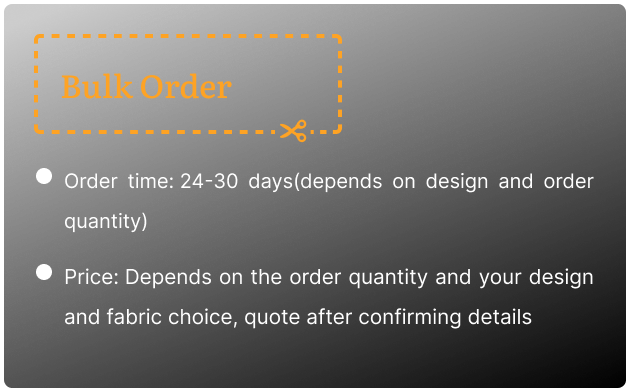 Bulk Order
Order time: 24-30 days(depends on design and order
quantity)
Price: Depends on the order quantity and your design
and fabric choice, quote after confirming details